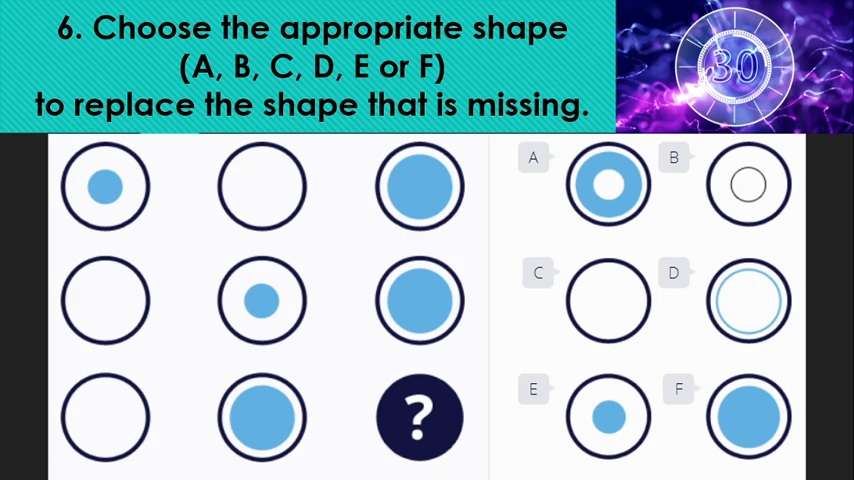 6. Choose the appropriate shape
(A, B, C, D, E or F)
to replace the shape that is missing.
30
A
B
C
D
?
E
F